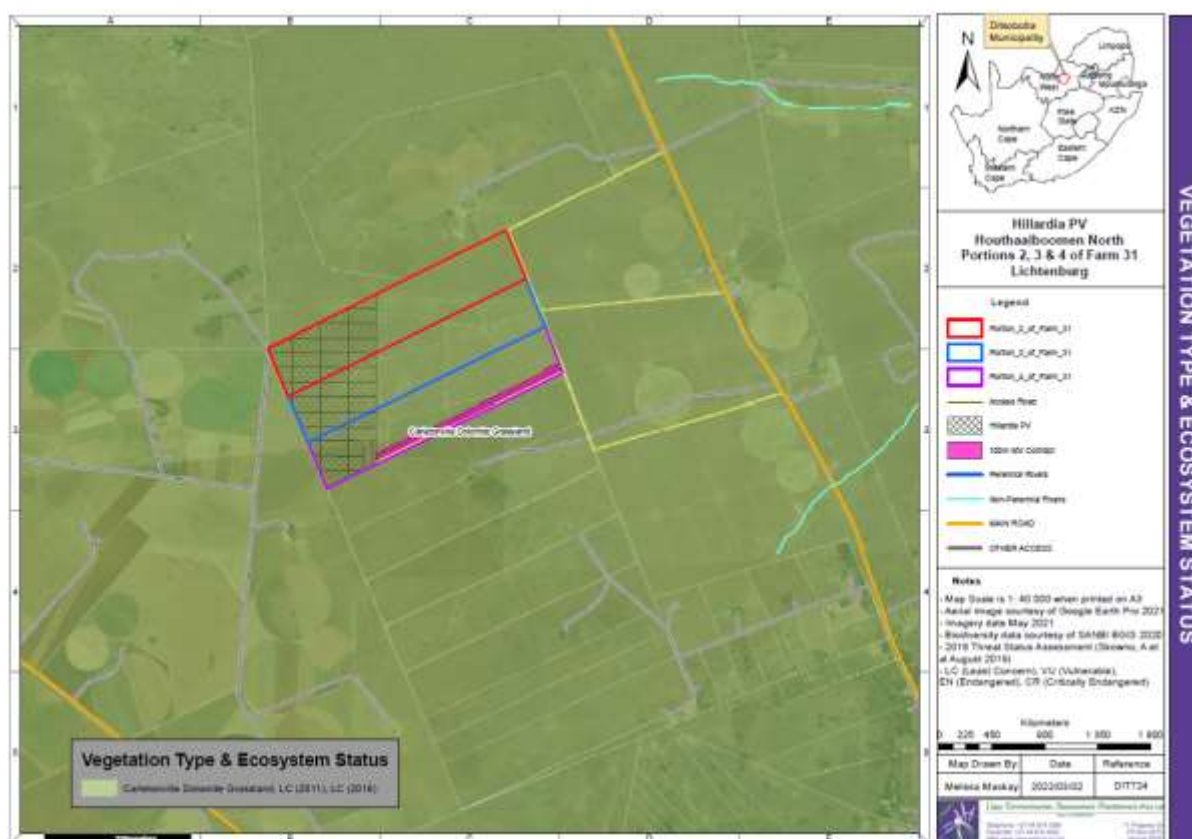 A B C D E
1
2
3
4
5
Carletonville Dolomite Grassland
Vegetation Type & Ecosystem Status
Carletonville Dolomite Grassland, LC (2011), LC (2018)
N
Ditsobotla
Municipality
Limpopo
North
West
Gauteng
Mpumalanga
Free
State
KZN
Northern
Cape
Eastern
Cape
Western
Cape
Hillardia PV
Houthaalboomen North
Portions 2, 3 & 4 of Farm 31
Lichtenburg
Legend
Portion_2_of_Farm_31
Portion_4_of_Farm_31
Access Road
Hillardia PV
100m MV Corridor
Perennial Rivers
Non-Perennial Rivers
MAIN ROAD
OTHER ACCESS
Notes
- Map Scale is 1: 40 000 when printed on A3
- Aerial image courtesy of Google Earth Pro 2021
- Imagery date May 2021
- Biodiversity data courtesy of SANBI BGIS 2020
- 2018 Threat Status Assessment (Skowno, A et
al August 2019)
- LC (Least Concern), VU (Vulnerable),
EN (Endangered), CR (Critically Endangered)
Kilometers
0 225 450 900 1 350 1 800
Map Drawn By Date Reference
Melissa Mackay 2022/03/02 DITT24
VEGETATION TYPE & ECOSYSTEM STATUS